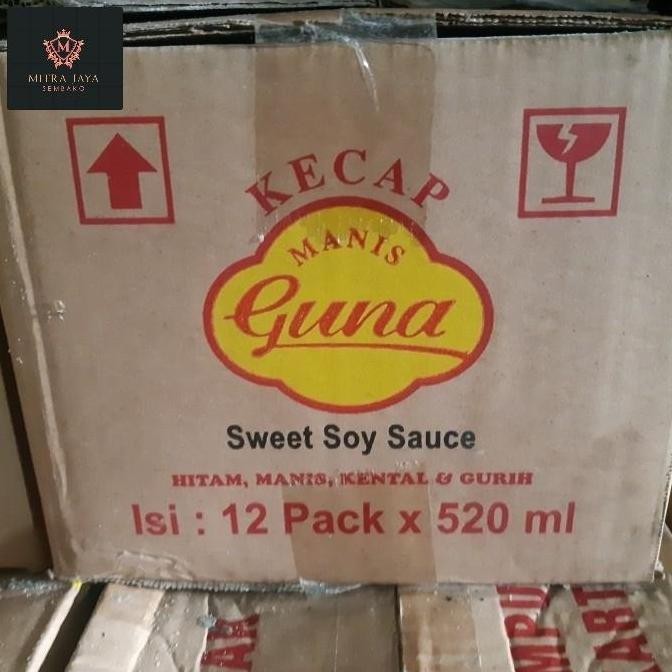 M
MITRA JAYA
SEMBAKO
KECAP
MANIS
Guna
Sweet Soy Sauce
HITAM, MANIS, KENTAL & GURIH
Isi : 12 Pack x 520 ml